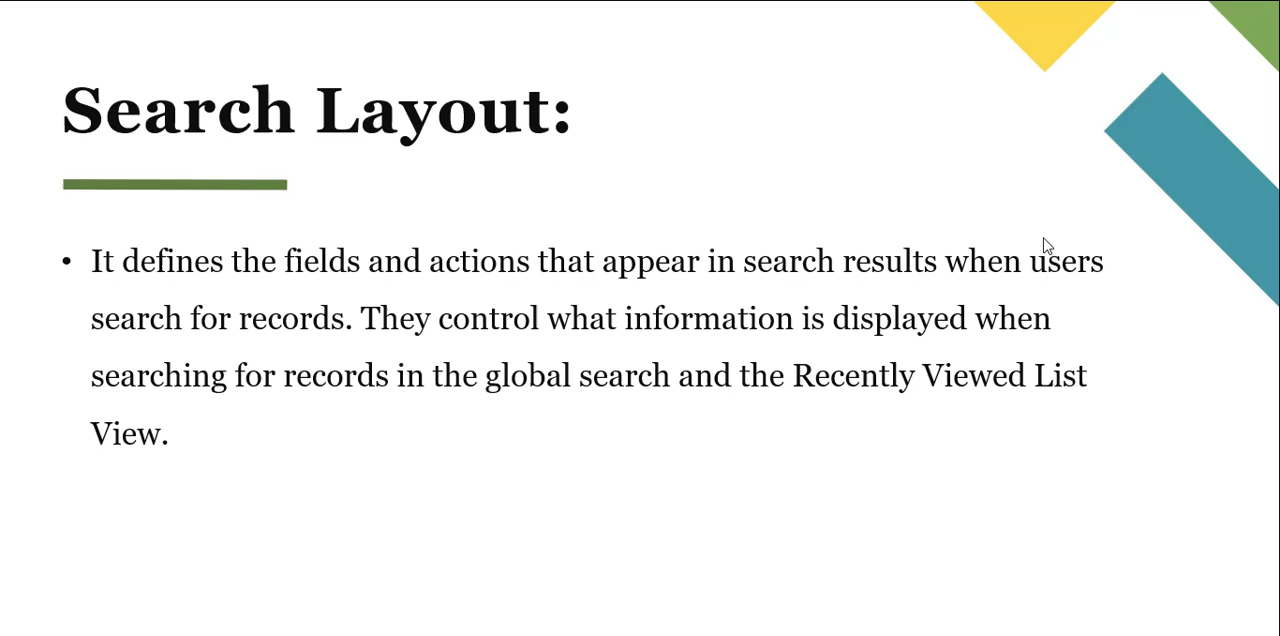 Search Layout:
• It defines the fields and actions that appear in search results when users
search for records. They control what information is displayed when
searching for records in the global search and the Recently Viewed List
View.